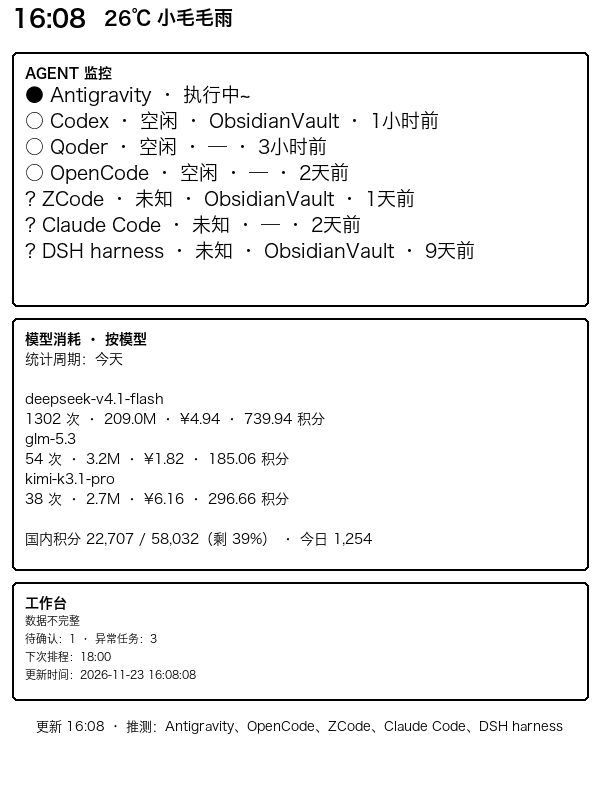 16:08 26℃ 小毛毛雨
AGENT 监控
● Antigravity · 执行中~
○ Codex · 空闲 · ObsidianVault · 1小时前
○ Qoder · 空闲 · — · 3小时前
○ OpenCode · 空闲 · — · 2天前
? ZCode · 未知 · ObsidianVault · 1天前
? Claude Code · 未知 · — · 2天前
? DSH harness · 未知 · ObsidianVault · 9天前
模型消耗 · 按模型
统计周期：今天
deepseek-v4.1-flash
1302 次 · 209.0M · ¥4.94 · 739.94 积分
glm-5.3
54 次 · 3.2M · ¥1.82 · 185.06 积分
kimi-k3.1-pro
38 次 · 2.7M · ¥6.16 · 296.66 积分
国内积分 22,707 / 58,032（剩 39%） · 今日 1,254
工作台
数据不完整
待确认：1 · 异常任务：3
下次排程：18:00
更新时间：2026-11-23 16:08:08
更新 16:08 · 推测：Antigravity、OpenCode、ZCode、Claude Code、DSH harness